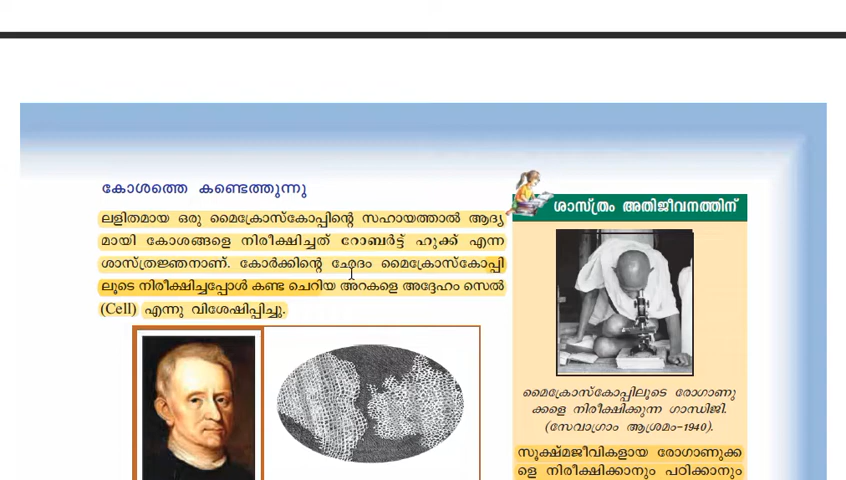 കോശത്തെ കണ്ടെത്തുന്നു
ലളിതമായ ഒരു മൈക്രോസ്കോപ്പിന്റെ സഹായത്താൽ ആദ്യ
മായി കോശങ്ങളെ നിരീക്ഷിച്ചത് റോബർട്ട് ഹുക്ക് എന്ന
ശാസ്ത്രജ്ഞനാണ്. കോർക്കിന്റെ ഛേദം മൈക്രോസ്കോപ്പി
ലൂടെ നിരീക്ഷിച്ചപ്പോൾ കണ്ട ചെറിയ അറകളെ അദ്ദേഹം സെൽ
(Cell) എന്നു വിശേഷിപ്പിച്ചു.
ശാസ്ത്രം അതിജീവനത്തിന്
മൈക്രോസ്കോപ്പിലൂടെ രോഗാണു
ക്കളെ നിരീക്ഷിക്കുന്ന ഗാന്ധിജി.
(സേവാഗ്രാം ആശ്രമം-1940).
സൂക്ഷ്മജീവികളായ രോഗാണുക്ക
ളെ നിരീക്ഷിക്കാനും പഠിക്കാനും